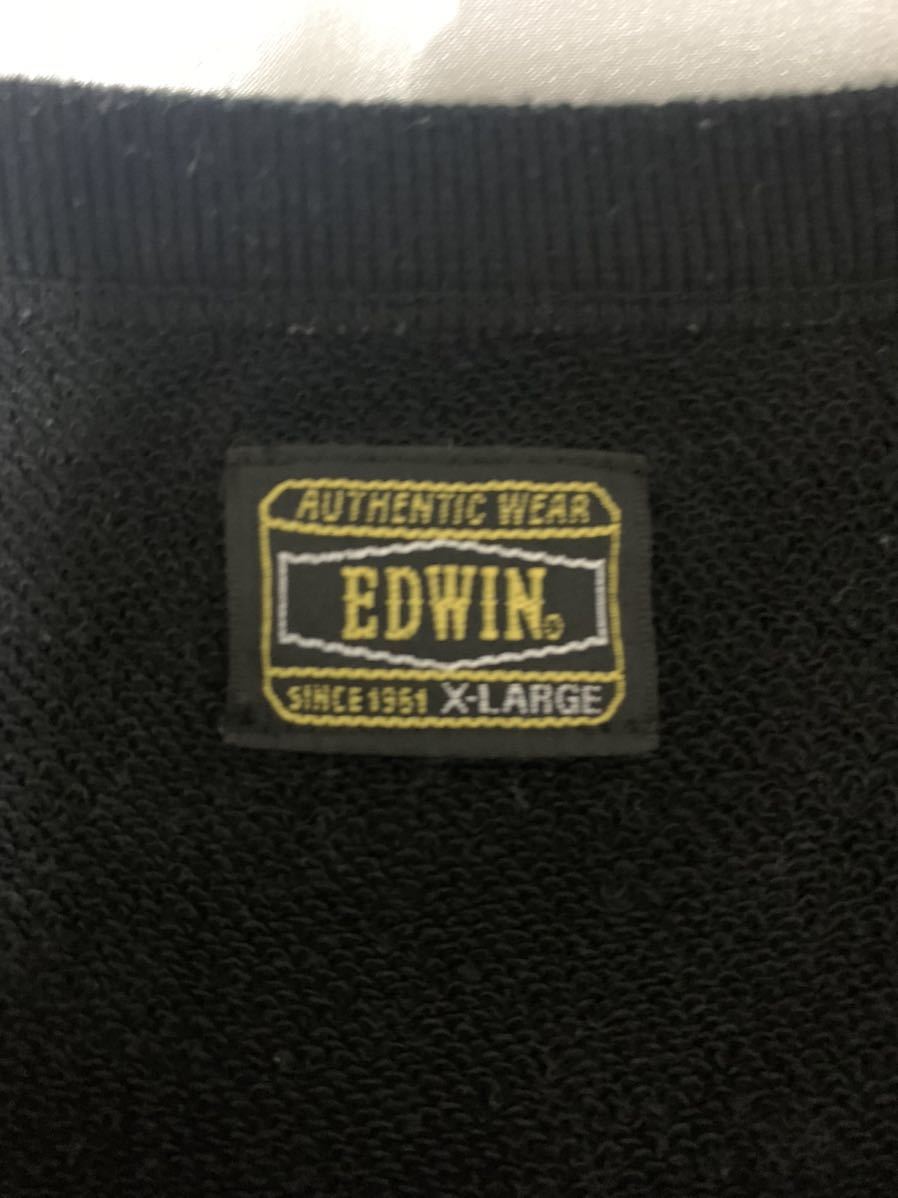 AUTHENTIC WEAR
EDWIN
SINCE 1961 X-LARGE